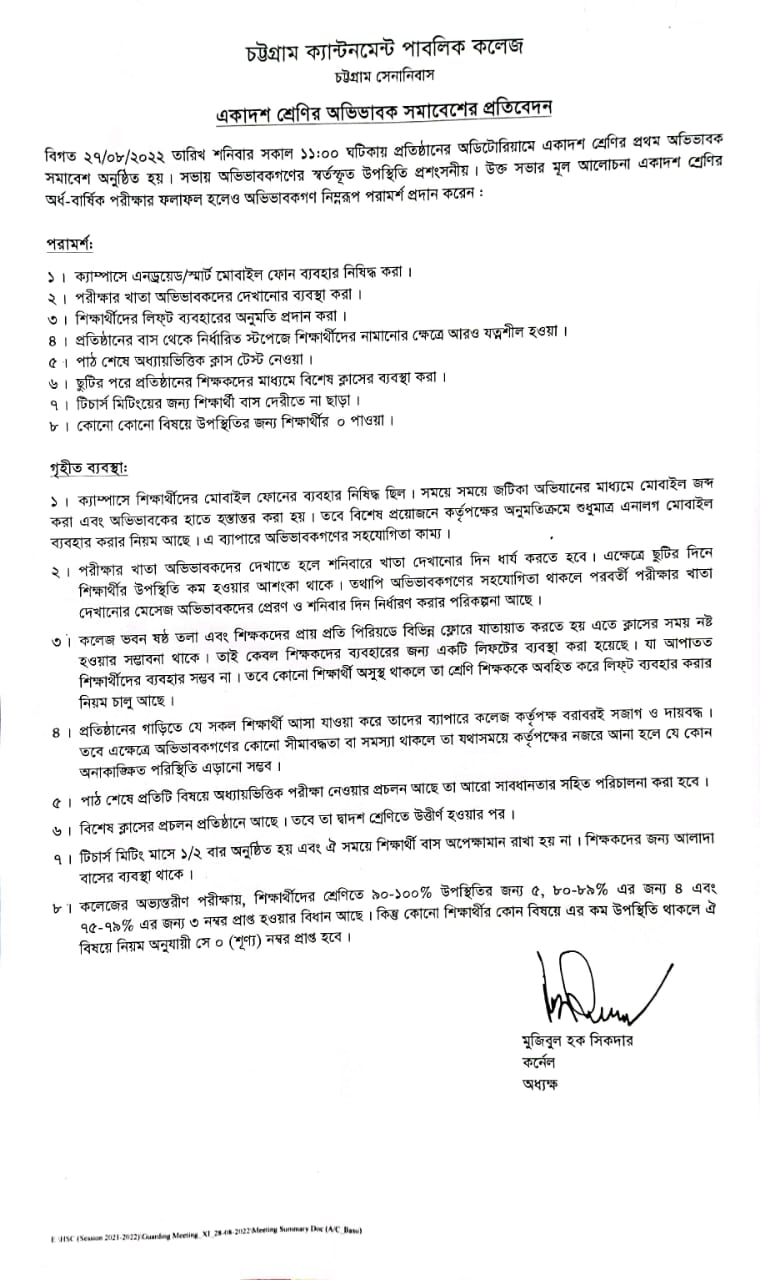 চট্টগ্রাম ক্যান্টনমেন্ট পাবলিক কলেজ
চট্টগ্রাম সেনানিবাস
একাদশ শ্রেণির অভিভাবক সমাবেশের প্রতিবেদন
বিগত ২৭/০৮/২০২২ তারিখ শনিবার সকাল ১১:০০ ঘটিকায় প্রতিষ্ঠানের অডিটোরিয়ামে একাদশ শ্রেণির প্রথম অভিভাবক
সমাবেশ অনুষ্ঠিত হয়। সভায় অভিভাবকগণের স্বর্তস্ফূত উপস্থিতি প্রশংসনীয়। উক্ত সভার মূল আলোচনা একাদশ শ্রেণির
অর্ধ-বার্ষিক পরীক্ষার ফলাফল হলেও অভিভাবকগণ নিম্নরূপ পরামর্শ প্রদান করেন :
পরামর্শ:
১। ক্যাম্পাসে এনড্রয়েড/স্মার্ট মোবাইল ফোন ব্যবহার নিষিদ্ধ করা।
২। পরীক্ষার খাতা অভিভাবকদের দেখানোর ব্যবস্থা করা।
৩। শিক্ষার্থীদের লিফ্ট ব্যবহারের অনুমতি প্রদান করা।
৪। প্রতিষ্ঠানের বাস থেকে নির্ধারিত স্টপেজে শিক্ষার্থীদের নামানোর ক্ষেত্রে আরও যত্নশীল হওয়া।
৫। পাঠ শেষে অধ্যায়ভিত্তিক ক্লাস টেস্ট নেওয়া।
৬। ছুটির পরে প্রতিষ্ঠানের শিক্ষকদের মাধ্যমে বিশেষ ক্লাসের ব্যবস্থা করা।
৭। টিচার্স মিটিংয়ের জন্য শিক্ষার্থী বাস দেরীতে না ছাড়া।
৮। কোনো কোনো বিষয়ে উপস্থিতির জন্য শিক্ষার্থীর ০ পাওয়া।
গৃহীত ব্যবস্থা:
১। ক্যাম্পাসে শিক্ষার্থীদের মোবাইল ফোনের ব্যবহার নিষিদ্ধ ছিল। সময়ে সময়ে জটিকা অভিযানের মাধ্যমে মোবাইল জব্দ
করা এবং অভিভাবকের হাতে হস্তান্তর করা হয়। তবে বিশেষ প্রয়োজনে কর্তৃপক্ষের অনুমতিক্রমে শুধুমাত্র এনালগ মোবাইল
ব্যবহার করার নিয়ম আছে। এ ব্যাপারে অভিভাবকগণের সহযোগিতা কাম্য।
২। পরীক্ষার খাতা অভিভাবকদের দেখাতে হলে শনিবারে খাতা দেখানোর দিন ধার্য করতে হবে। এক্ষেত্রে ছুটির দিনে
শিক্ষার্থীর উপস্থিতি কম হওয়ার আশংকা থাকে। তথাপি অভিভাবকগণের সহযোগিতা থাকলে পরবর্তী পরীক্ষার খাতা
দেখানোর মেসেজ অভিভাবকদের প্রেরণ ও শনিবার দিন নির্ধারণ করার পরিকল্পনা আছে।
৩। কলেজ ভবন ষষ্ঠ তলা এবং শিক্ষকদের প্রায় প্রতি পিরিয়ডে বিভিন্ন ফ্লোরে যাতায়াত করতে হয় এতে ক্লাসের সময় নষ্ট
হওয়ার সম্ভাবনা থাকে। তাই কেবল শিক্ষকদের ব্যবহারের জন্য একটি লিফটের ব্যবস্থা করা হয়েছে। যা আপাতত
শিক্ষার্থীদের ব্যবহার সম্ভব না। তবে কোনো শিক্ষার্থী অসুস্থ থাকলে তা শ্রেণি শিক্ষককে অবহিত করে লিফ্ট ব্যবহার করার
নিয়ম চালু আছে।
৪। প্রতিষ্ঠানের গাড়িতে যে সকল শিক্ষার্থী আসা যাওয়া করে তাদের ব্যাপারে কলেজ কর্তৃপক্ষ বরাবরই সজাগ ও দায়বদ্ধ।
তবে এক্ষেত্রে অভিভাবকগণের কোনো সীমাবদ্ধতা বা সমস্যা থাকলে তা যথাসময়ে কর্তৃপক্ষের নজরে আনা হলে যে কোন
অনাকাঙ্ক্ষিত পরিস্থিতি এড়ানো সম্ভব।
৫। পাঠ শেষে প্রতিটি বিষয়ে অধ্যায়ভিত্তিক পরীক্ষা নেওয়ার প্রচলন আছে তা আরো সাবধানতার সহিত পরিচালনা করা হবে।
৬। বিশেষ ক্লাসের প্রচলন প্রতিষ্ঠানে আছে। তবে তা দ্বাদশ শ্রেণিতে উত্তীর্ণ হওয়ার পর।
৭। টিচার্স মিটিং মাসে ১/২ বার অনুষ্ঠিত হয় এবং ঐ সময়ে শিক্ষার্থী বাস অপেক্ষামান রাখা হয় না। শিক্ষকদের জন্য আলাদা
বাসের ব্যবস্থা থাকে।
৮। কলেজের অভ্যন্তরীণ পরীক্ষায়, শিক্ষার্থীদের শ্রেণিতে ৯০-১০০% উপস্থিতির জন্য ৫, ৮০-৮৯% এর জন্য ৪ এবং
৭৫-৭৯% এর জন্য ৩ নম্বর প্রাপ্ত হওয়ার বিধান আছে। কিন্তু কোনো শিক্ষার্থীর কোন বিষয়ে এর কম উপস্থিতি থাকলে ঐ
বিষয়ে নিয়ম অনুযায়ী সে ০ (শূণ্য) নম্বর প্রাপ্ত হবে।
মুজিবুল হক সিকদার
কর্নেল
অধ্যক্ষ
E:\HSC (Session 2021-2022)\Guarding Meeting_XI_28-08-2022\Meeting Summary Doc (A/C_Basu)